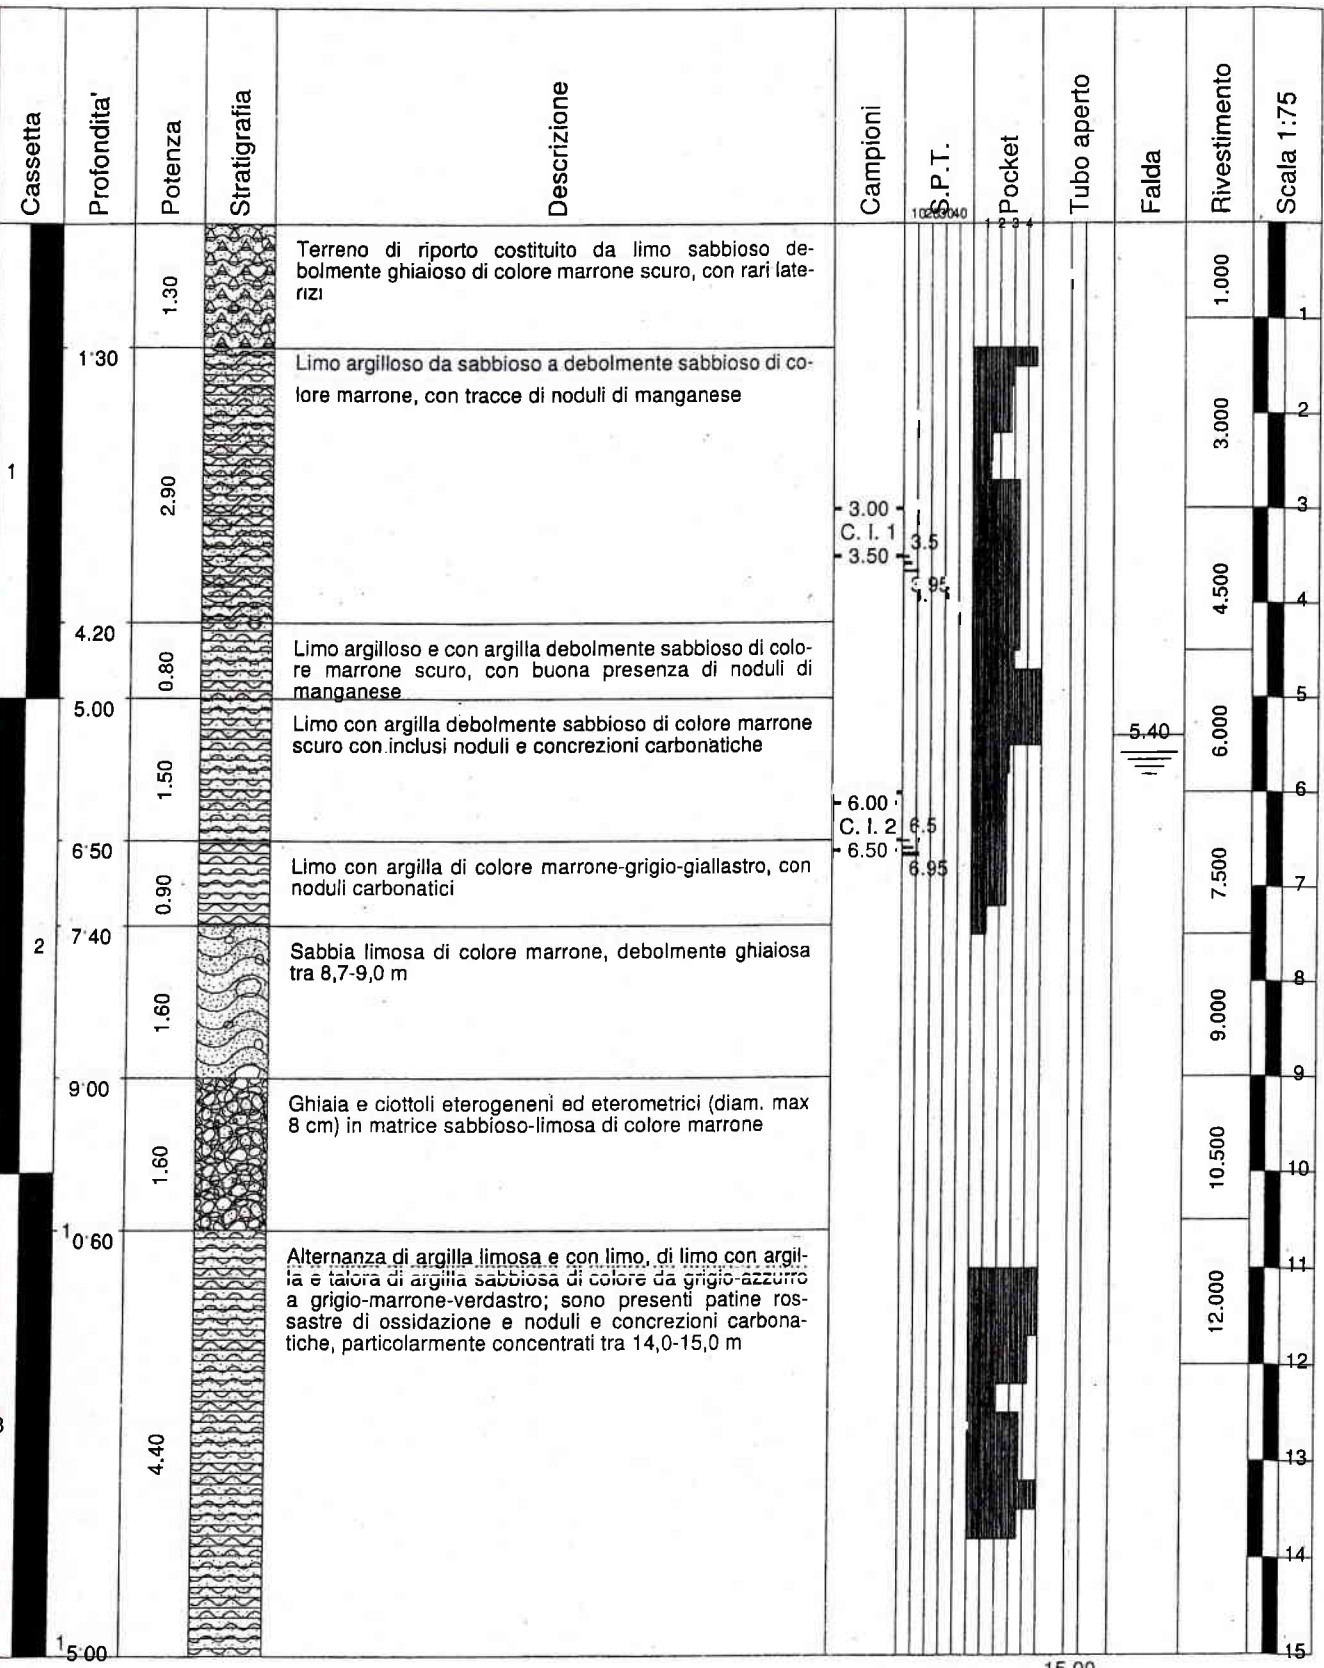 Cassetta
Profondita'
Potenza
Stratigrafia
Descrizione
Campioni
S.P.T.
Pocket
Tubo aperto
Falda
Rivestimento
Scala 1:75
1 2 3 4
1.30
Terreno di riporto costituito da limo sabbioso de-
bolmente ghiaioso di colore marrone scuro, con rari late-
rizi
1.000
1
1.30
Limo argilloso da sabbioso a debolmente sabbioso di co-
lore marrone, con tracce di noduli di manganese
2
3.000
1
2.90
3.00
C. I. 1
3.50
3.5
3.95
3
4.500
4
4.20
0.80
Limo argilloso e con argilla debolmente sabbioso di colo-
re marrone scuro, con buona presenza di noduli di
manganese
5
5.00
1.50
Limo con argilla debolmente sabbioso di colore marrone
scuro con inclusi noduli e concrezioni carbonatiche
5.40
6.000
6
6.00
C. I. 2
6.50
6.5
6.95
6.50
0.90
Limo con argilla di colore marrone-grigio-giallastro, con
noduli carbonatici
7.500
7
7.40
2
1.60
Sabbia limosa di colore marrone, debolmente ghiaiosa
tra 8,7-9,0 m
8
9.000
9
9.00
1.60
Ghiaia e ciottoli eterogeneni ed eterometrici (diam. max
8 cm) in matrice sabbioso-limosa di colore marrone
10.500
10
10.60
4.40
Alternanza di argilla limosa e con limo, di limo con argil-
la e talora di argilla sabbiosa di colore da grigio-azzurro
a grigio-marrone-verdastro; sono presenti patine ros-
sastre di ossidazione e noduli e concrezioni carbona-
tiche, particolarmente concentrati tra 14,0-15,0 m
11
12.000
12
13
14
15.00
15
15.00